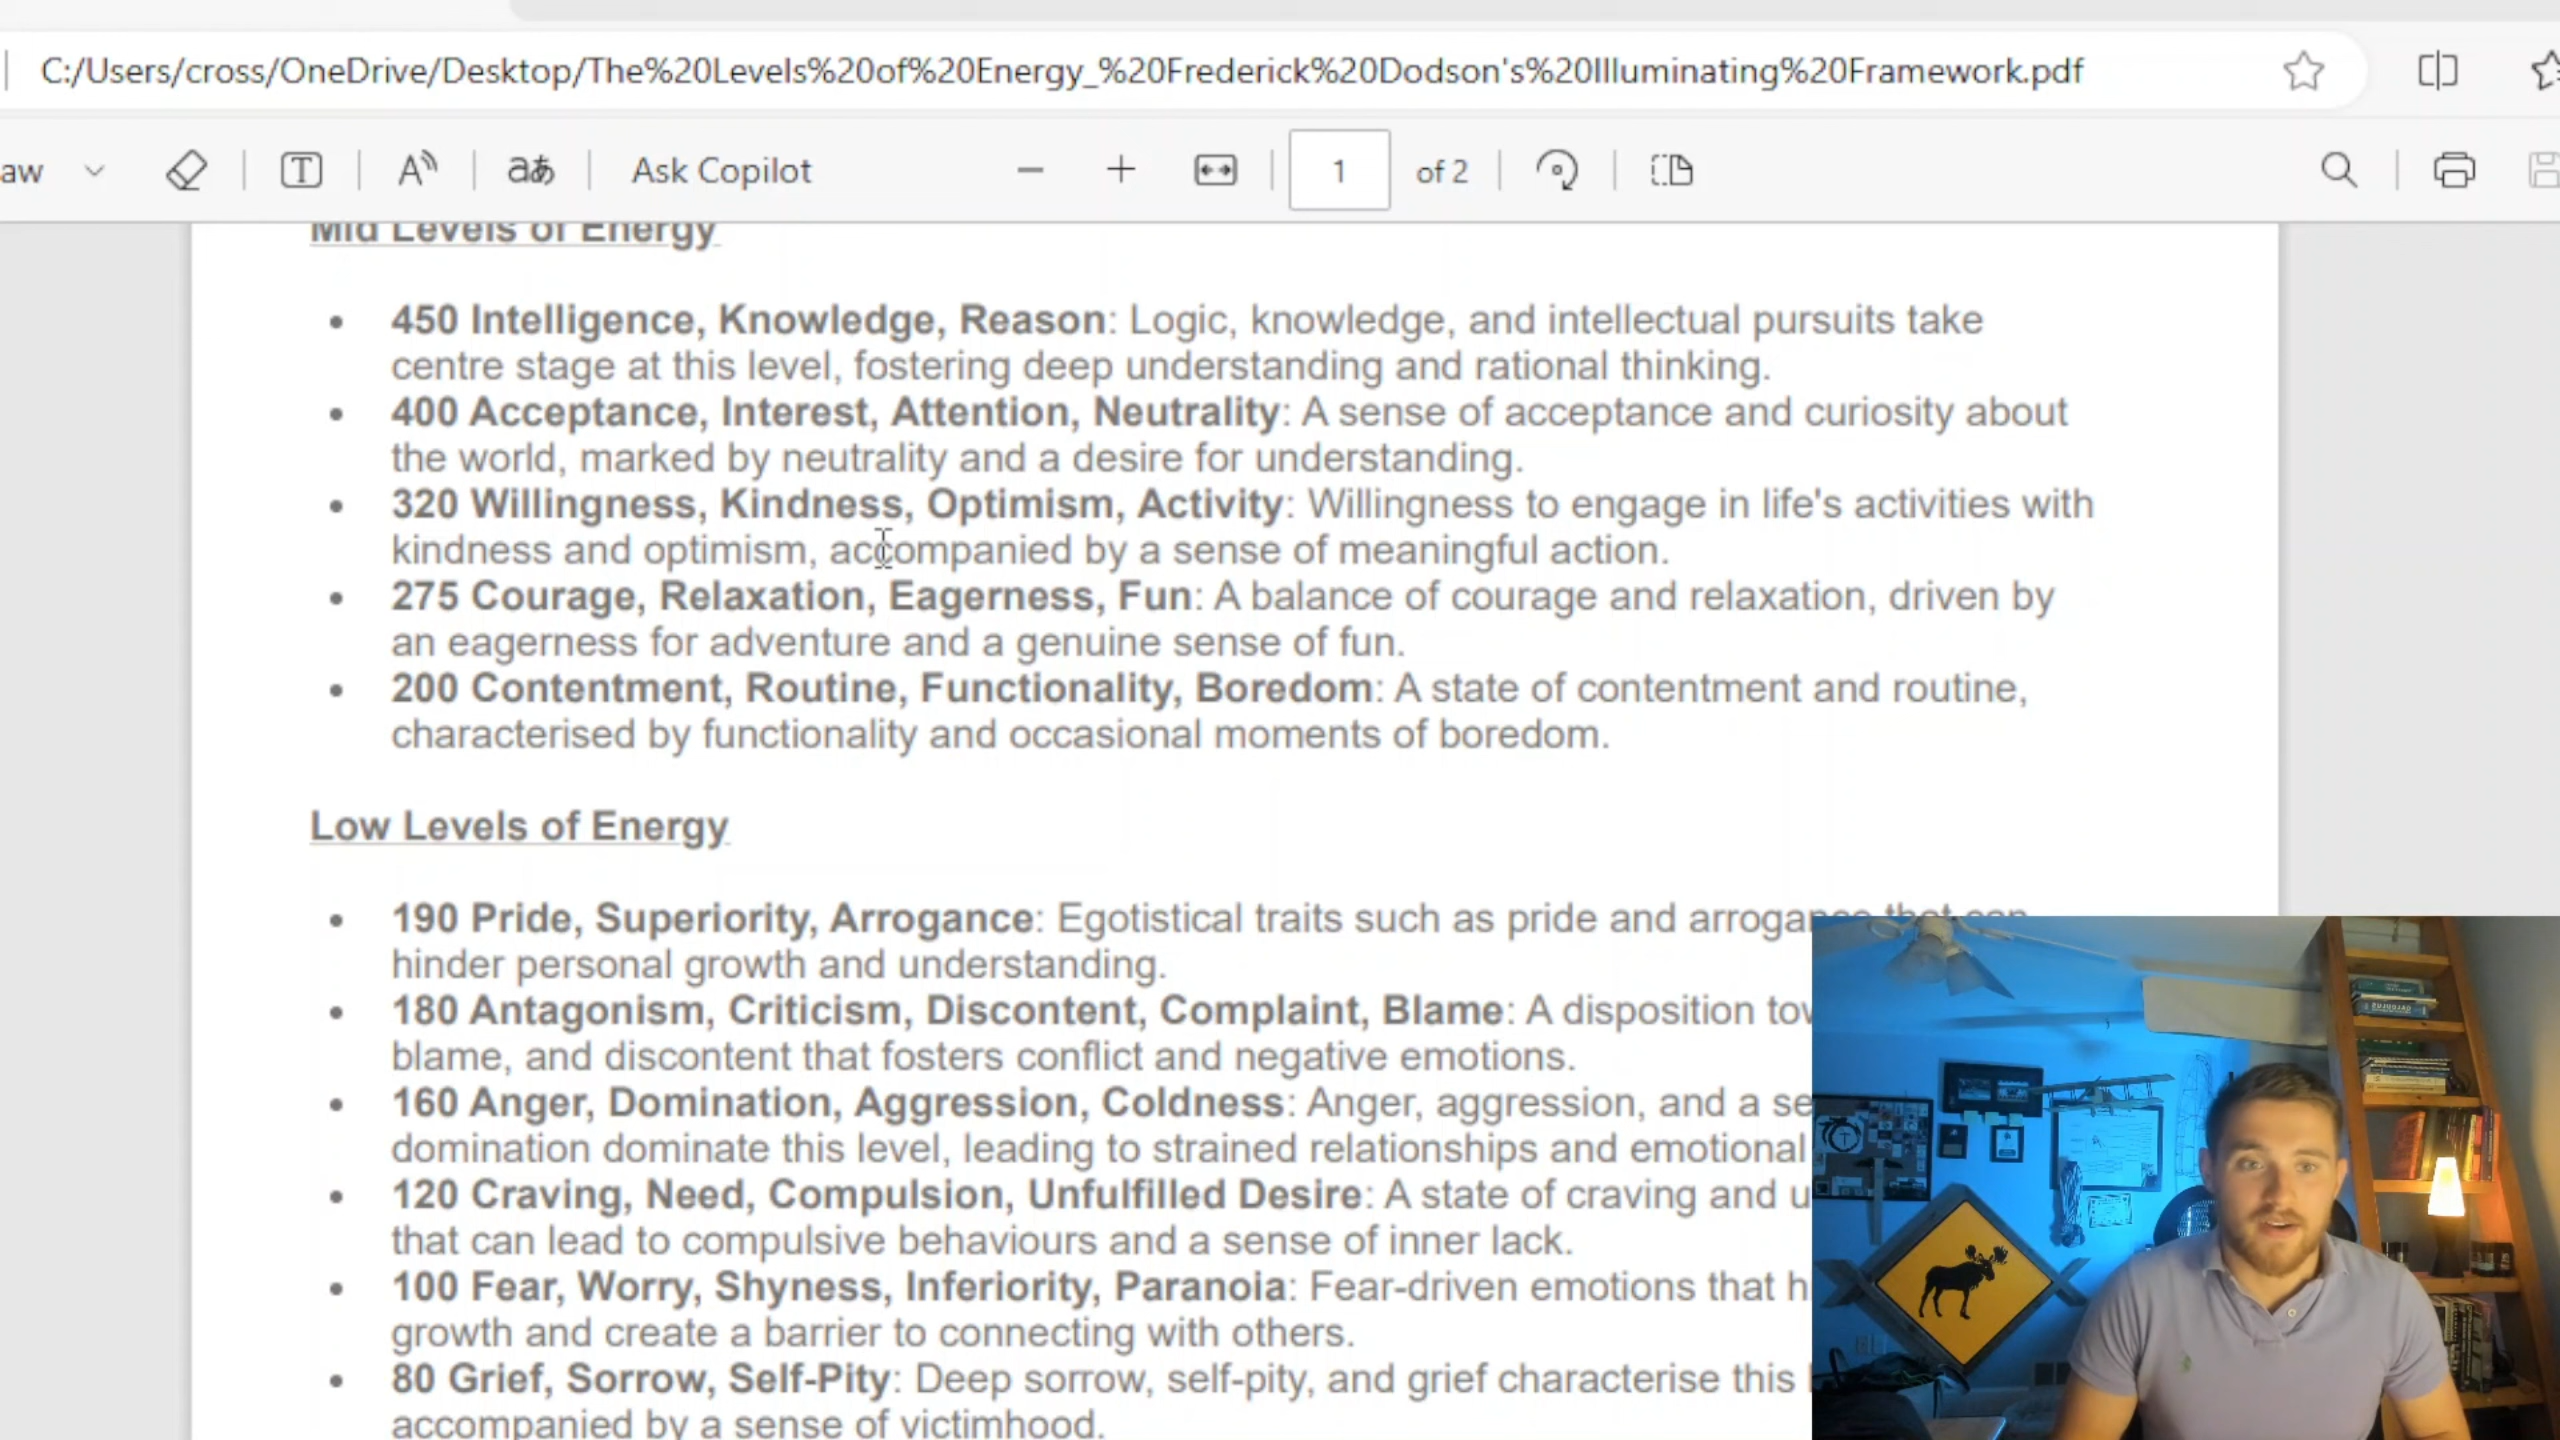 C:/Users/cross/OneDrive/Desktop/The%20Levels%20of%20Energy_%20Frederick%20Dodson's%20Illuminating%20Framework.pdf
aw
T
A
aあ
Ask Copilot
1
of 2
Mid Levels of Energy
• 450 Intelligence, Knowledge, Reason: Logic, knowledge, and intellectual pursuits take
centre stage at this level, fostering deep understanding and rational thinking.
• 400 Acceptance, Interest, Attention, Neutrality: A sense of acceptance and curiosity about
the world, marked by neutrality and a desire for understanding.
• 320 Willingness, Kindness, Optimism, Activity: Willingness to engage in life's activities with
kindness and optimism, accompanied by a sense of meaningful action.
• 275 Courage, Relaxation, Eagerness, Fun: A balance of courage and relaxation, driven by
an eagerness for adventure and a genuine sense of fun.
• 200 Contentment, Routine, Functionality, Boredom: A state of contentment and routine,
characterised by functionality and occasional moments of boredom.
Low Levels of Energy
• 190 Pride, Superiority, Arrogance: Egotistical traits such as pride and arrogance that can
hinder personal growth and understanding.
• 180 Antagonism, Criticism, Discontent, Complaint, Blame: A disposition tow
blame, and discontent that fosters conflict and negative emotions.
• 160 Anger, Domination, Aggression, Coldness: Anger, aggression, and a se
domination dominate this level, leading to strained relationships and emotional
• 120 Craving, Need, Compulsion, Unfulfilled Desire: A state of craving and u
that can lead to compulsive behaviours and a sense of inner lack.
• 100 Fear, Worry, Shyness, Inferiority, Paranoia: Fear-driven emotions that h
growth and create a barrier to connecting with others.
• 80 Grief, Sorrow, Self-Pity: Deep sorrow, self-pity, and grief characterise this
accompanied by a sense of victimhood.